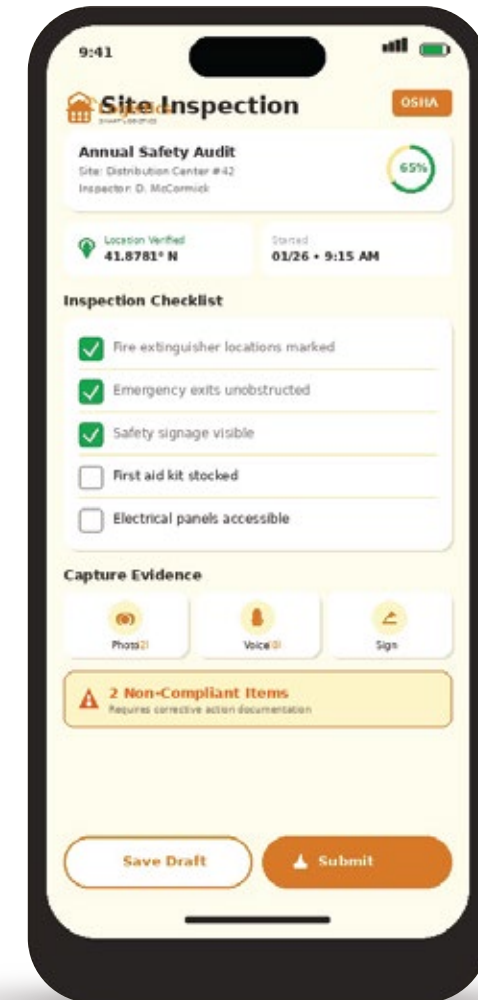 9:41
Site Inspection
OSHA
Annual Safety Audit
Site: Distribution Center #42
Inspector: D. McCormick
65%
Location Verified
41.8781° N
Started
01/26 • 9:15 AM
Inspection Checklist
Fire extinguisher locations marked
Emergency exits unobstructed
Safety signage visible
First aid kit stocked
Electrical panels accessible
Capture Evidence
Photo
Voice
Sign
2 Non-Compliant Items
Requires corrective action documentation
Save Draft
Submit